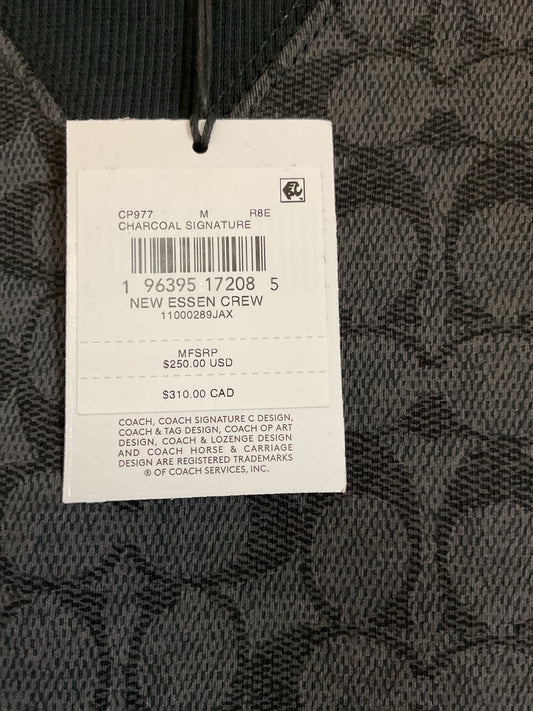 CP977 M R8E
CHARCOAL SIGNATURE
1 96395 17208 5
NEW ESSEN CREW
11000289JAX
MFSRP
$250.00 USD
$310.00 CAD
COACH, COACH SIGNATURE C DESIGN,
COACH & TAG DESIGN, COACH OP ART
DESIGN, COACH & LOZENGE DESIGN
AND COACH HORSE & CARRIAGE
DESIGN ARE REGISTERED TRADEMARKS
® OF COACH SERVICES, INC.